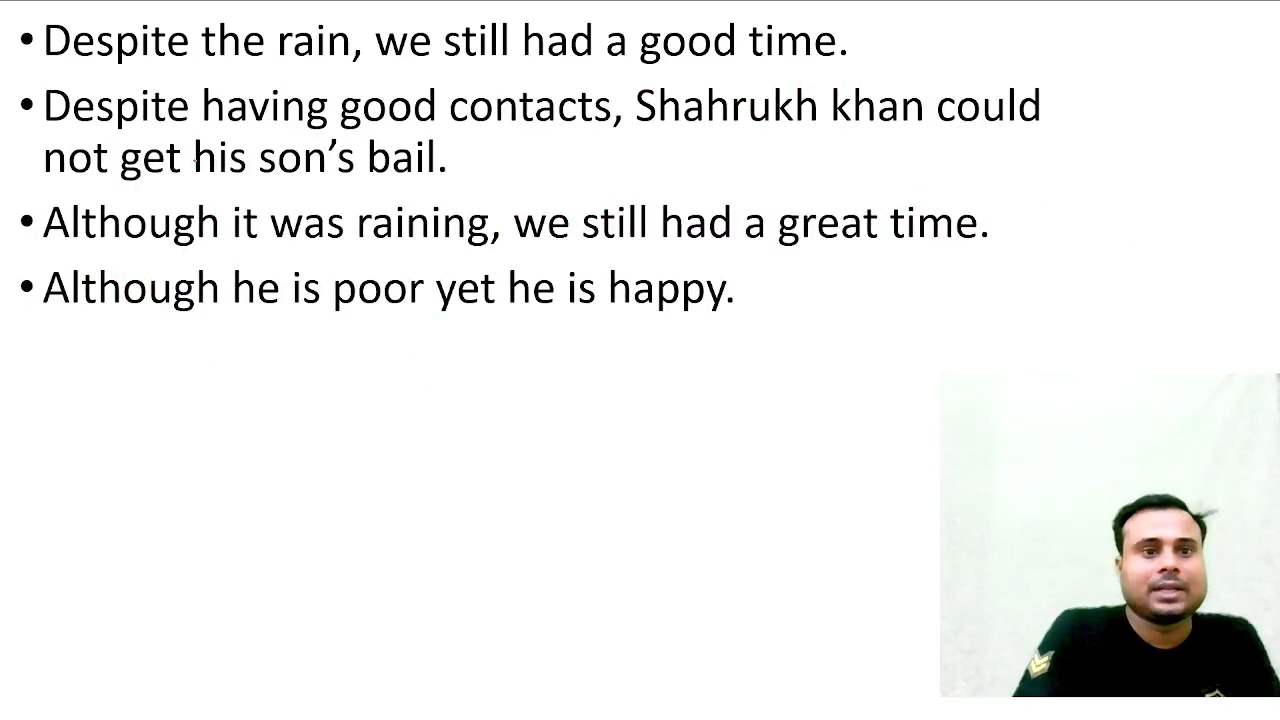 • Despite the rain, we still had a good time.
• Despite having good contacts, Shahrukh khan could
not get his son’s bail.
• Although it was raining, we still had a great time.
• Although he is poor yet he is happy.